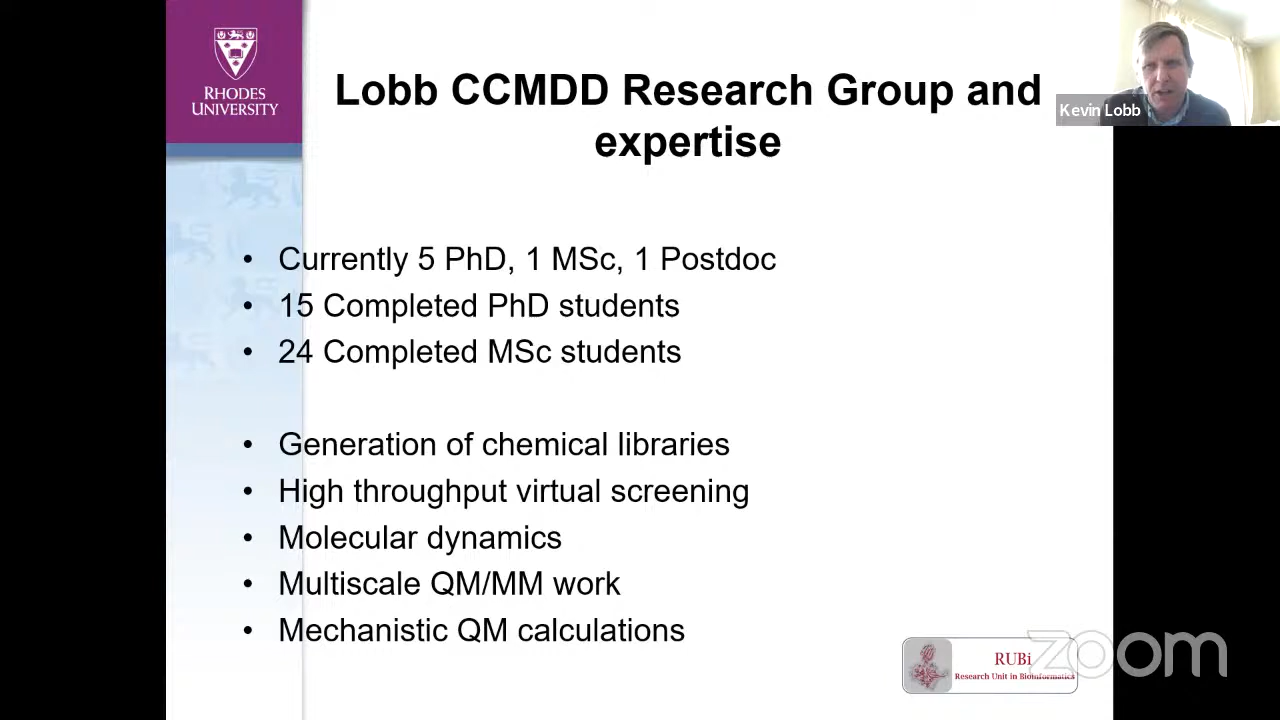 RHODES
UNIVERSITY
Lobb CCMDD Research Group and
expertise
Kevin Lobb
• Currently 5 PhD, 1 MSc, 1 Postdoc
• 15 Completed PhD students
• 24 Completed MSc students
• Generation of chemical libraries
• High throughput virtual screening
• Molecular dynamics
• Multiscale QM/MM work
• Mechanistic QM calculations
RUBi
Research Unit in Bioinformatics
zoom